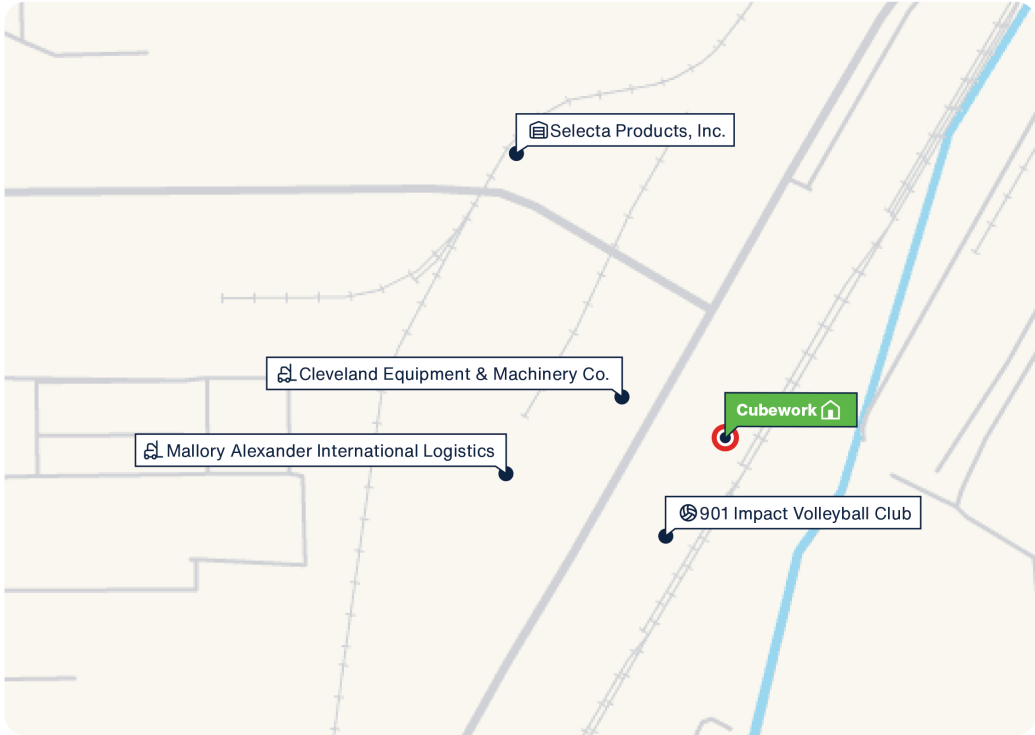 Selecta Products, Inc.
Cleveland Equipment & Machinery Co.
Cubework
Mallory Alexander International Logistics
901 Impact Volleyball Club